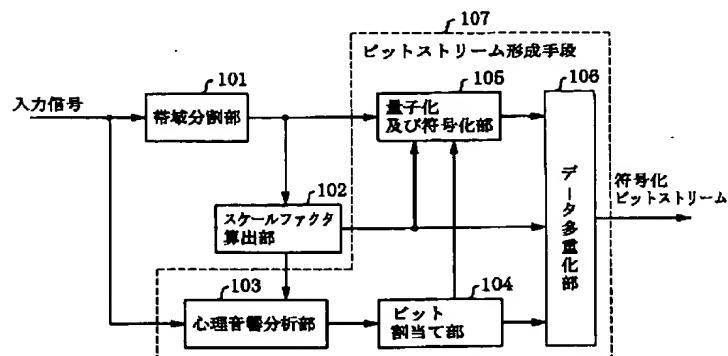 107
ビットストリーム形成手段
101
105
106
入力信号
帯域分割部
量子化
及び符号化部
102
スケールファクタ
算出部
データ多重化部
符号化
ビットストリーム
103
104
心理音響分析部
ビット
割当て部